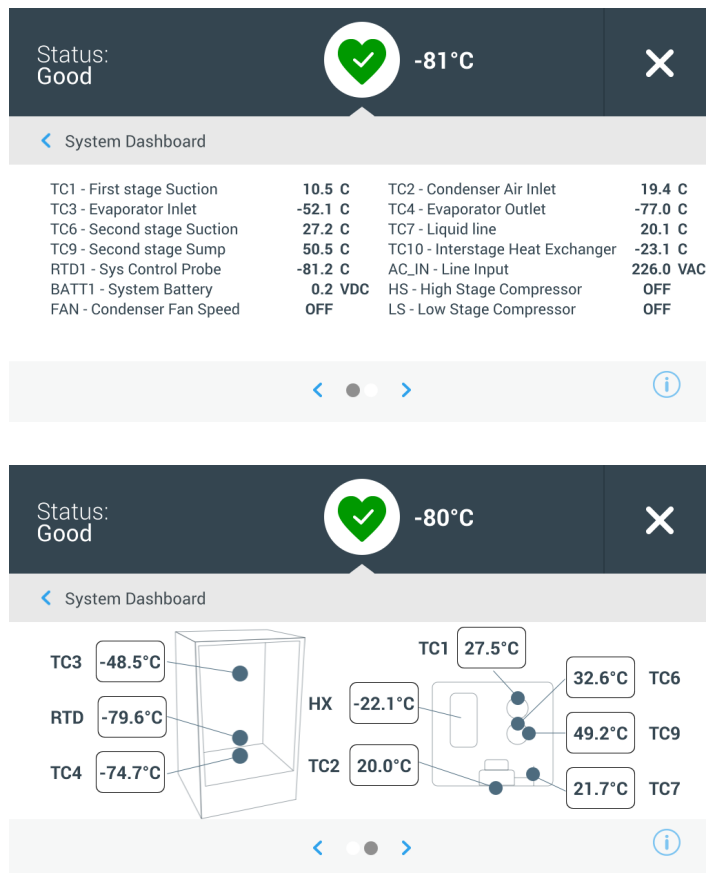 Status:
Good
-81°C
System Dashboard
TC1 - First stage Suction 10.5 C TC2 - Condenser Air Inlet 19.4 C
TC3 - Evaporator Inlet -52.1 C TC4 - Evaporator Outlet -77.0 C
TC6 - Second stage Suction 27.2 C TC7 - Liquid line 20.1 C
TC9 - Second stage Sump 50.5 C TC10 - Interstage Heat Exchanger -23.1 C
RTD1 - Sys Control Probe -81.2 C AC_IN - Line Input 226.0 VAC
BATT1 - System Battery 0.2 VDC HS - High Stage Compressor OFF
FAN - Condenser Fan Speed OFF LS - Low Stage Compressor OFF
i
Status:
Good
-80°C
System Dashboard
TC3 -48.5°C
RTD -79.6°C
TC4 -74.7°C
TC1 27.5°C
HX -22.1°C
TC2 20.0°C
32.6°C TC6
49.2°C TC9
21.7°C TC7
i